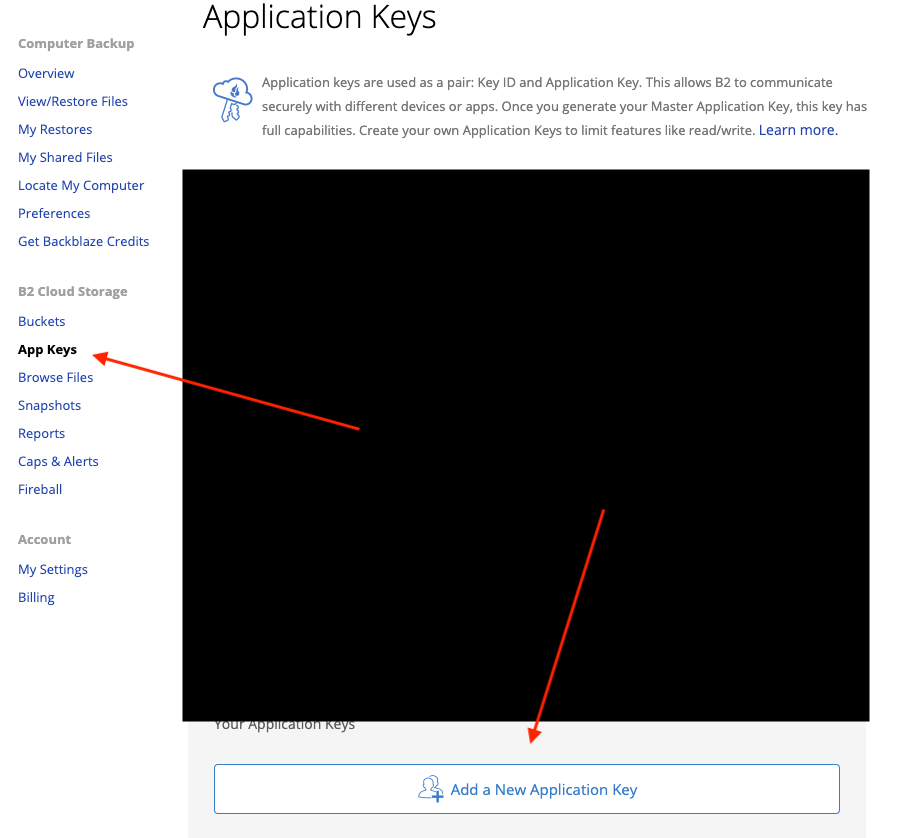 Application Keys
Computer Backup
Overview
View/Restore Files
My Restores
My Shared Files
Locate My Computer
Preferences
Get Backblaze Credits
B2 Cloud Storage
Buckets
App Keys
Browse Files
Snapshots
Reports
Caps & Alerts
Fireball
Account
My Settings
Billing
Application keys are used as a pair: Key ID and Application Key. This allows B2 to communicate
securely with different devices or apps. Once you generate your Master Application Key, this key has
full capabilities. Create your own Application Keys to limit features like read/write. Learn more.
Your Application Keys
Add a New Application Key